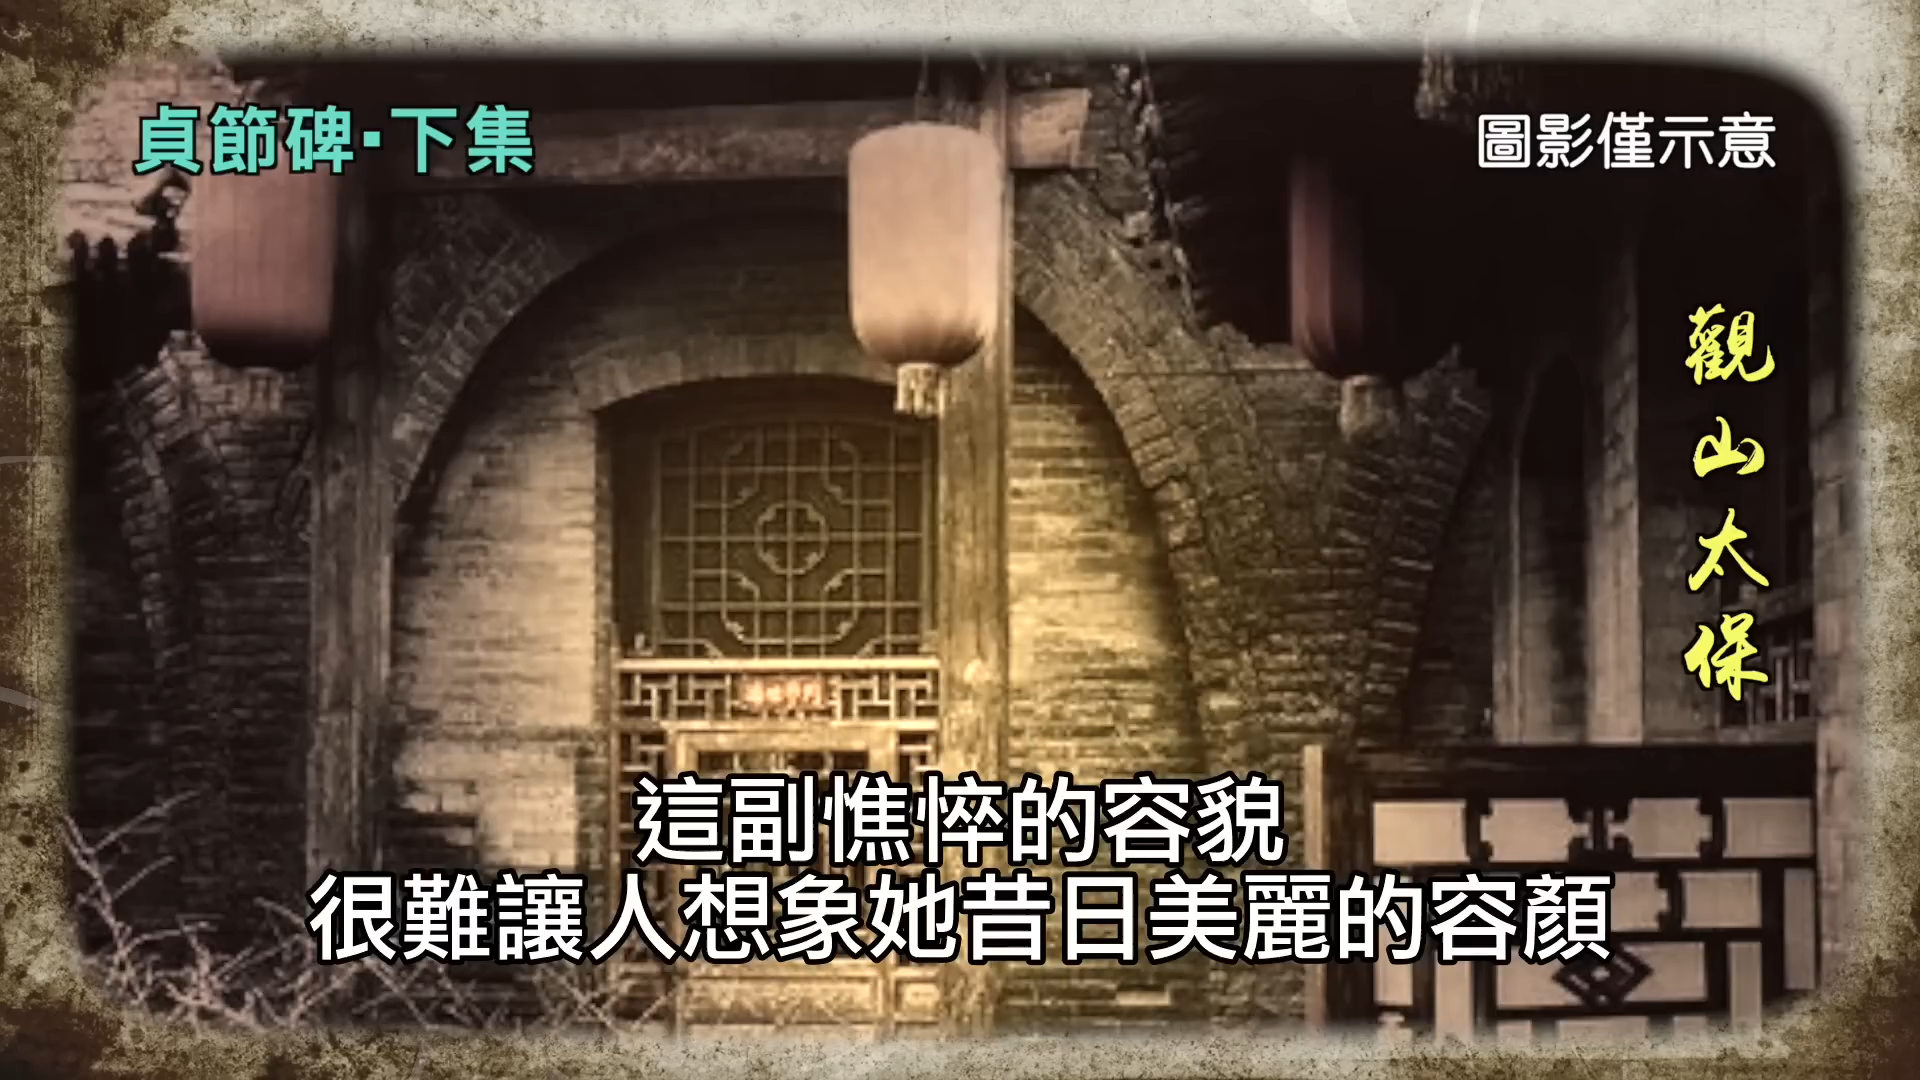 貞節碑·下集
圖影僅示意
觀山太保
這副憔悴的容貌
很難讓人想象她昔日美麗的容顏